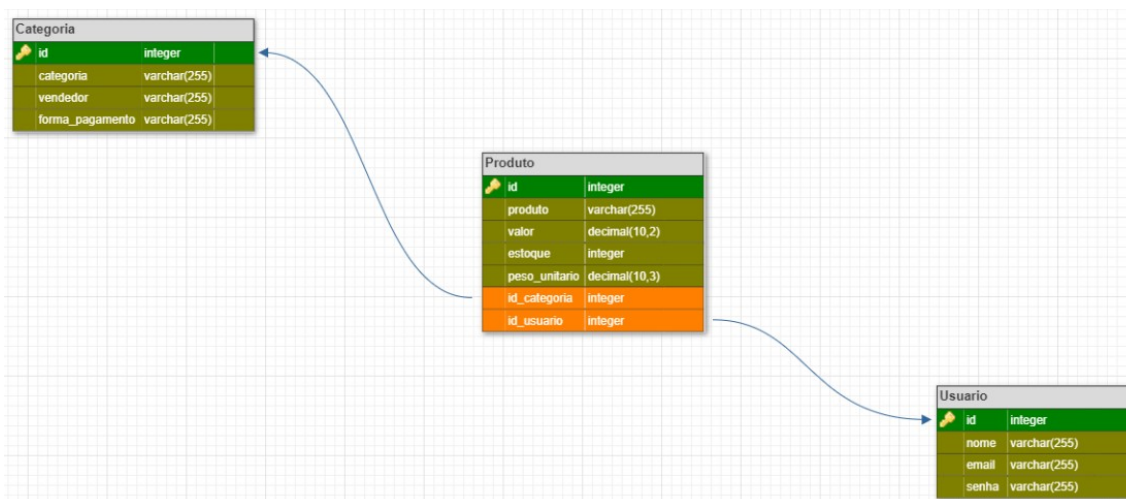 Categoria
id integer
categoria varchar(255)
vendedor varchar(255)
forma_pagamento varchar(255)
Produto
id integer
produto varchar(255)
valor decimal(10,2)
estoque integer
peso_unitario decimal(10,3)
id_categoria integer
id_usuario integer
Usuario
id integer
nome varchar(255)
email varchar(255)
senha varchar(255)